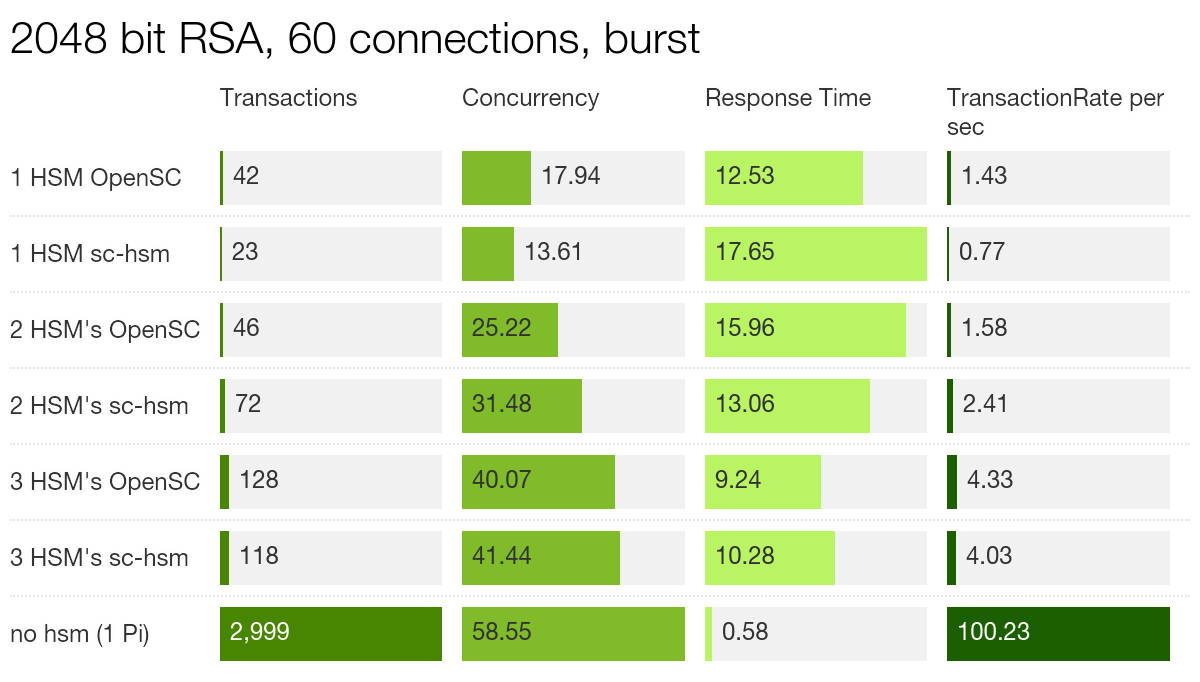 2048 bit RSA, 60 connections, burst
Transactions Concurrency Response Time TransactionRate per
sec
1 HSM OpenSC 42 17.94 12.53 1.43
1 HSM sc-hsm 23 13.61 17.65 0.77
2 HSM's OpenSC 46 25.22 15.96 1.58
2 HSM's sc-hsm 72 31.48 13.06 2.41
3 HSM's OpenSC 128 40.07 9.24 4.33
3 HSM's sc-hsm 118 41.44 10.28 4.03
no hsm (1 Pi) 2,999 58.55 0.58 100.23